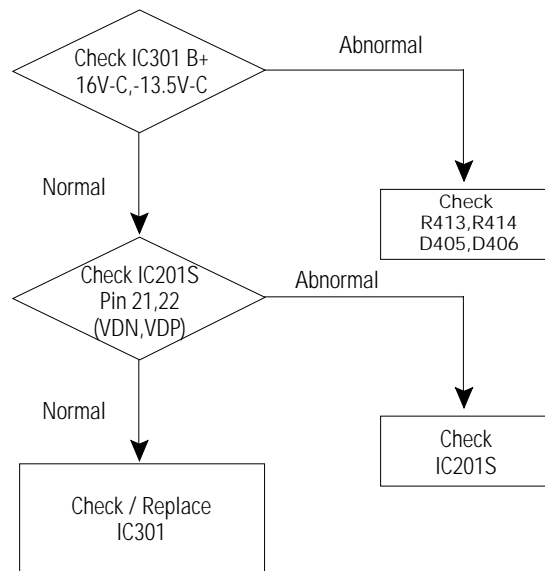 Check IC301 B+
16V-C,-13.5V-C
Abnormal
Normal
Check
R413,R414
D405,D406
Check IC201S
Pin 21,22
(VDN,VDP)
Abnormal
Normal
Check
IC201S
Check / Replace
IC301